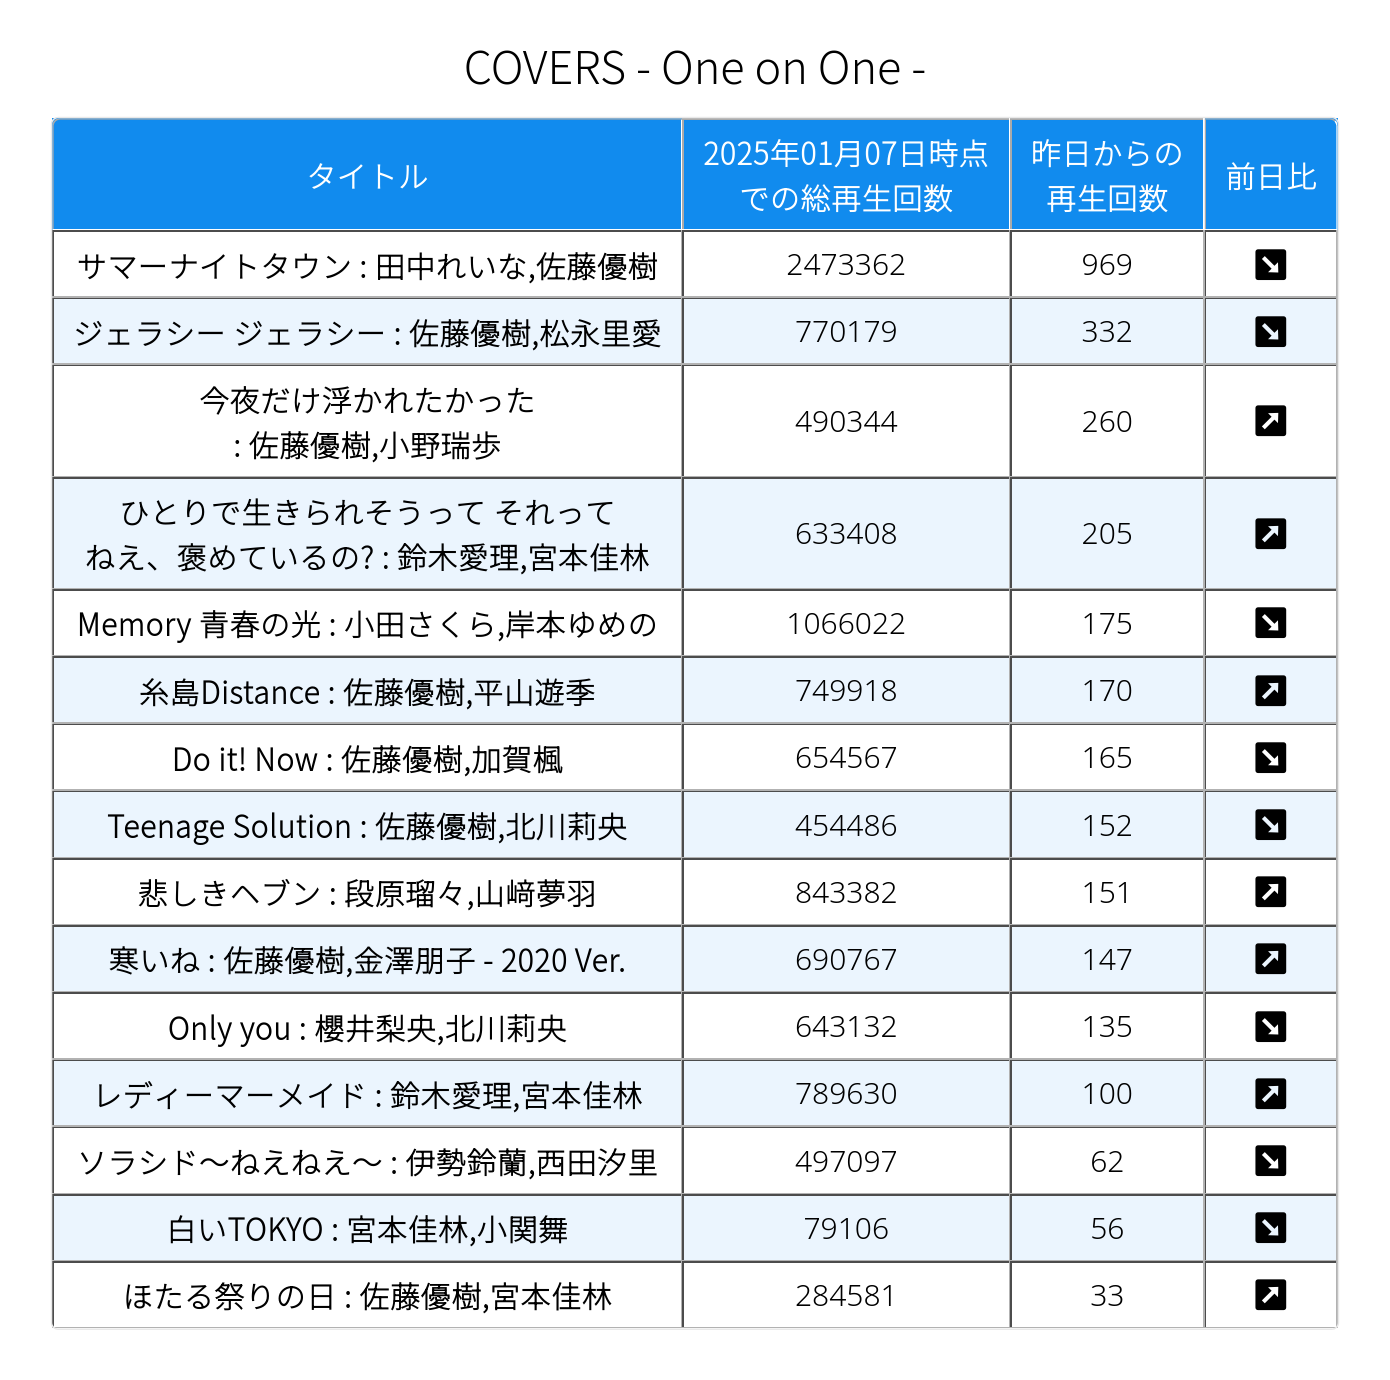 COVERS - One on One -
タイトル
2025年01月07日時点
での総再生回数
昨日からの
再生回数
前日比
サマーナイトタウン : 田中れいな,佐藤優樹 2473362 969
ジェラシー ジェラシー : 佐藤優樹,松永里愛 770179 332
今夜だけ浮かれたかった
: 佐藤優樹,小野瑞歩 490344 260
ひとりで生きられそうって それって
ねえ、褒めているの? : 鈴木愛理,宮本佳林 633408 205
Memory 青春の光 : 小田さくら,岸本ゆめの 1066022 175
糸島Distance : 佐藤優樹,平山遊季 749918 170
Do it! Now : 佐藤優樹,加賀楓 654567 165
Teenage Solution : 佐藤優樹,北川莉央 454486 152
悲しきヘブン : 段原瑠々,山﨑夢羽 843382 151
寒いね : 佐藤優樹,金澤朋子 - 2020 Ver. 690767 147
Only you : 櫻井梨央,北川莉央 643132 135
レディーマーメイド : 鈴木愛理,宮本佳林 789630 100
ソラシド〜ねえねえ〜 : 伊勢鈴蘭,西田汐里 497097 62
白いTOKYO : 宮本佳林,小関舞 79106 56
ほたる祭りの日 : 佐藤優樹,宮本佳林 284581 33